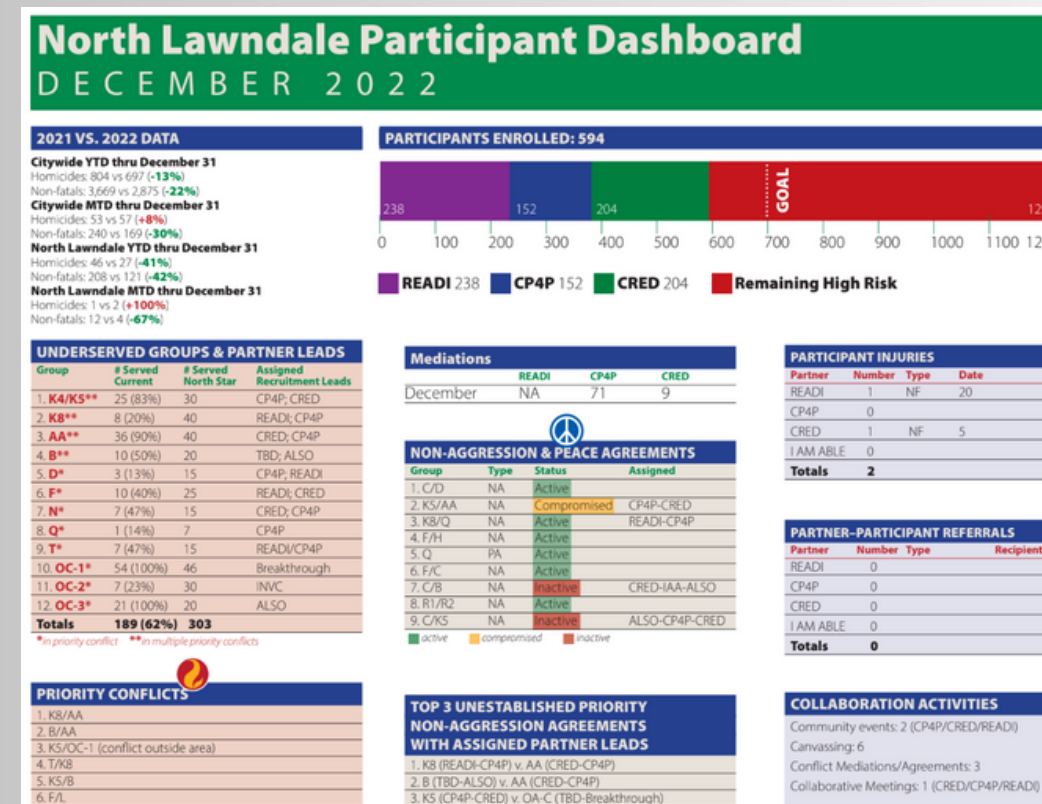 North Lawndale Participant Dashboard
DECEMBER 2022
2021 VS. 2022 DATA
Citywide YTD thru December 31
Homicides: 804 vs 697 (-13%)
Non-fatals: 3,669 vs 2,875 (-22%)
Citywide MTD thru December 31
Homicides: 53 vs 57 (+8%)
Non-fatals: 240 vs 169 (-30%)
North Lawndale YTD thru December 31
Homicides: 46 vs 27 (-41%)
Non-fatals: 208 vs 121 (-42%)
North Lawndale MTD thru December 31
Homicides: 1 vs 2 (+100%)
Non-fatals: 12 vs 4 (-67%)
PARTICIPANTS ENROLLED: 594
238 152 204 GOAL
0 100 200 300 400 500 600 700 800 900 1000 1100 12
READI 238 CP4P 152 CRED 204 Remaining High Risk
UNDERSERVED GROUPS & PARTNER LEADS
Group # Served Current # Served North Star Assigned Recruitment Leads
1. K4/K5** 25 (83%) 30 CP4P; CRED
2. K8** 8 (20%) 40 READI; CP4P
3. AA** 36 (90%) 40 CRED; CP4P
4. B** 10 (50%) 20 TBD; ALSO
5. D* 3 (13%) 15 CP4P; READI
6. F* 10 (40%) 25 READI; CRED
7. N* 7 (47%) 15 CRED; CP4P
8. Q* 1 (14%) 7 CP4P
9. T* 7 (47%) 15 READI/CP4P
10. OC-1* 54 (100%) 46 Breakthrough
11. OC-2* 7 (23%) 30 INVC
12. OC-3* 21 (100%) 20 ALSO
Totals 189 (62%) 303
*in priority conflict **in multiple priority conflicts
PRIORITY CONFLICTS
1. K8/AA
2. B/AA
3. K5/OC-1 (conflict outside area)
4. T/K8
5. K5/B
6. F/L
Mediations
READI CP4P CRED
December NA 71 9
NON-AGGRESSION & PEACE AGREEMENTS
Group Type Status Assigned
1. C/D NA Active
2. K5/AA NA Compromised CP4P-CRED
3. K8/Q NA Active READI-CP4P
4. F/H NA Active
5. Q PA Active
6. F/C NA Active
7. C/B NA Inactive CRED-IAA-ALSO
8. R1/R2 NA Active
9. C/K5 NA Inactive ALSO-CP4P-CRED
active compromised inactive
TOP 3 UNESTABLISHED PRIORITY
NON-AGGRESSION AGREEMENTS
WITH ASSIGNED PARTNER LEADS
1. K8 (READI-CP4P) v. AA (CRED-CP4P)
2. B (TBD-ALSO) v. AA (CRED-CP4P)
3. K5 (CP4P-CRED) v. OA-C (TBD-Breakthrough)
PARTICIPANT INJURIES
Partner Number Type Date
READI 1 NF 20
CP4P 0
CRED 1 NF 5
I AM ABLE 0
Totals 2
PARTNER–PARTICIPANT REFERRALS
Partner Number Type Recipient
READI 0
CP4P 0
CRED 0
I AM ABLE 0
Totals 0
COLLABORATION ACTIVITIES
Community events: 2 (CP4P/CRED/READI)
Canvassing: 6
Conflict Mediations/Agreements: 3
Collaborative Meetings: 1 (CRED/CP4P/READI)